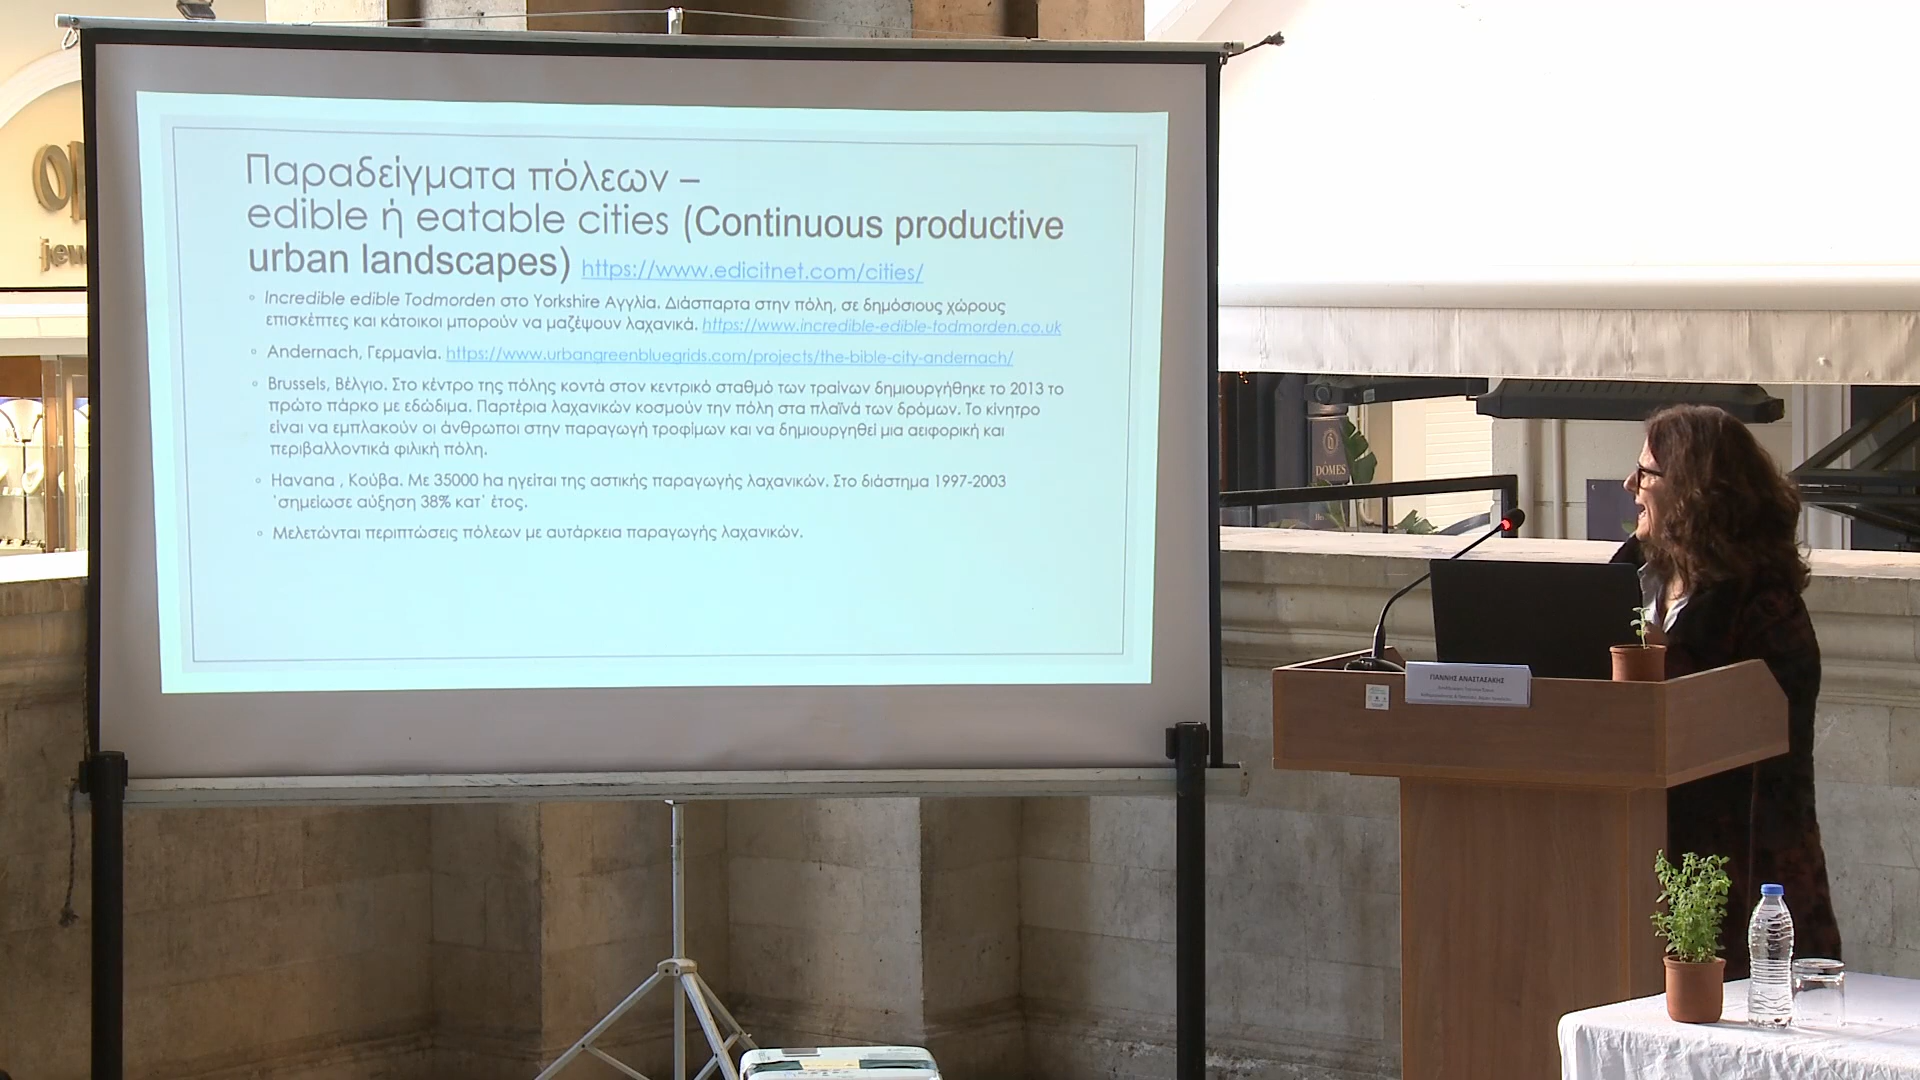 Παραδείγματα πόλεων –
edible ή eatable cities (Continuous productive
urban landscapes) https://www.edicitnet.com/cities/
◦ Incredible edible Todmorden στο Yorkshire Αγγλία. Διάσπαρτα στην πόλη, σε δημόσιους χώρους
επισκέπτες και κάτοικοι μπορούν να μαζέψουν λαχανικά. https://www.incredible-edible-todmorden.co.uk
◦ Andernach, Γερμανία. https://www.urbangreenbluegrids.com/projects/the-bible-city-andernach/
◦ Brussels, Βέλγιο. Στο κέντρο της πόλης κοντά στον κεντρικό σταθμό των τραίνων δημιουργήθηκε το 2013 το
πρώτο πάρκο με εδώδιμα. Παρτέρια λαχανικών κοσμούν την πόλη στα πλαϊνά των δρόμων. Το κίνητρο
είναι να εμπλακούν οι άνθρωποι στην παραγωγή τροφίμων και να δημιουργηθεί μια αειφορική και
περιβαλλοντικά φιλική πόλη.
◦ Havana , Κούβα. Με 35000 ha ηγείται της αστικής παραγωγής λαχανικών. Στο διάστημα 1997-2003
΄σημείωσε αύξηση 38% κατ΄ έτος.
◦ Μελετώνται περιπτώσεις πόλεων με αυτάρκεια παραγωγής λαχανικών.
DOMES
ΓΙΑΝΝΗΣ ΑΝΑΣΤΑΣΑΚΗΣ